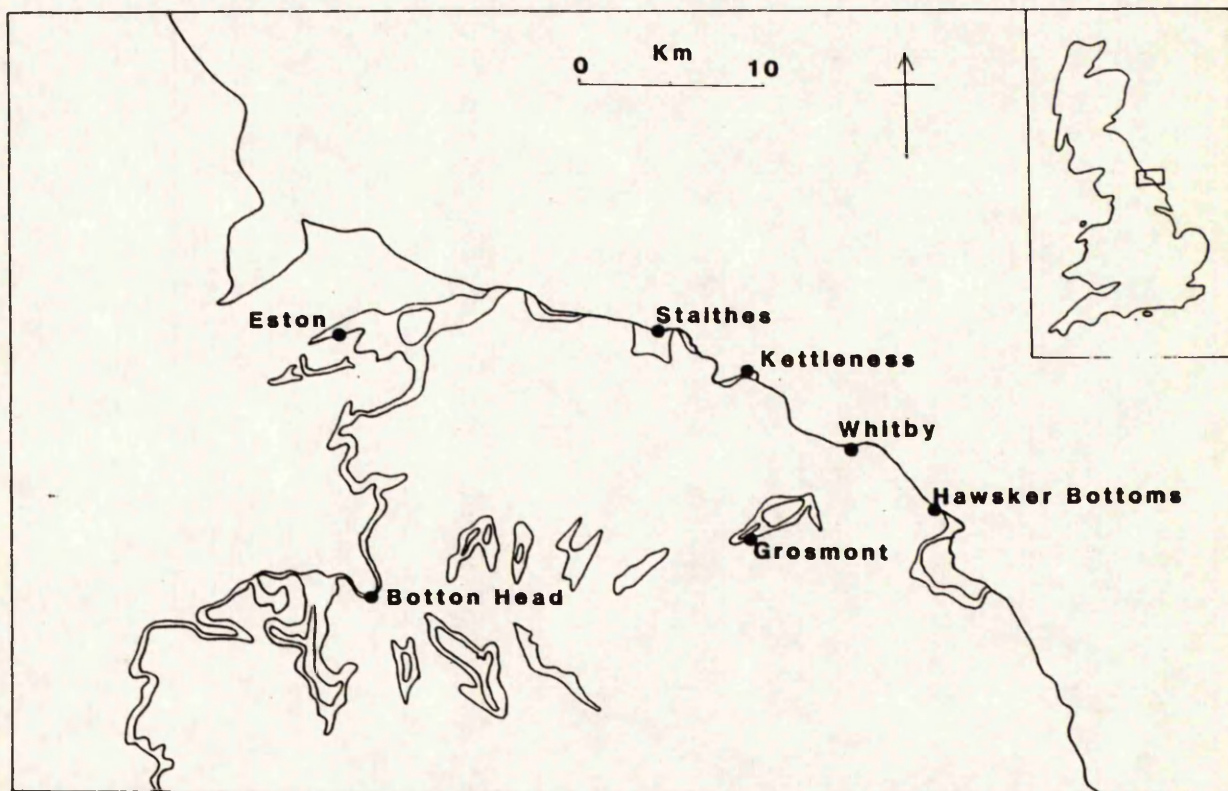 Km
0 10
Eston
Staithes
Kettleness
Whitby
Hawsker Bottoms
Grosmont
Botton Head